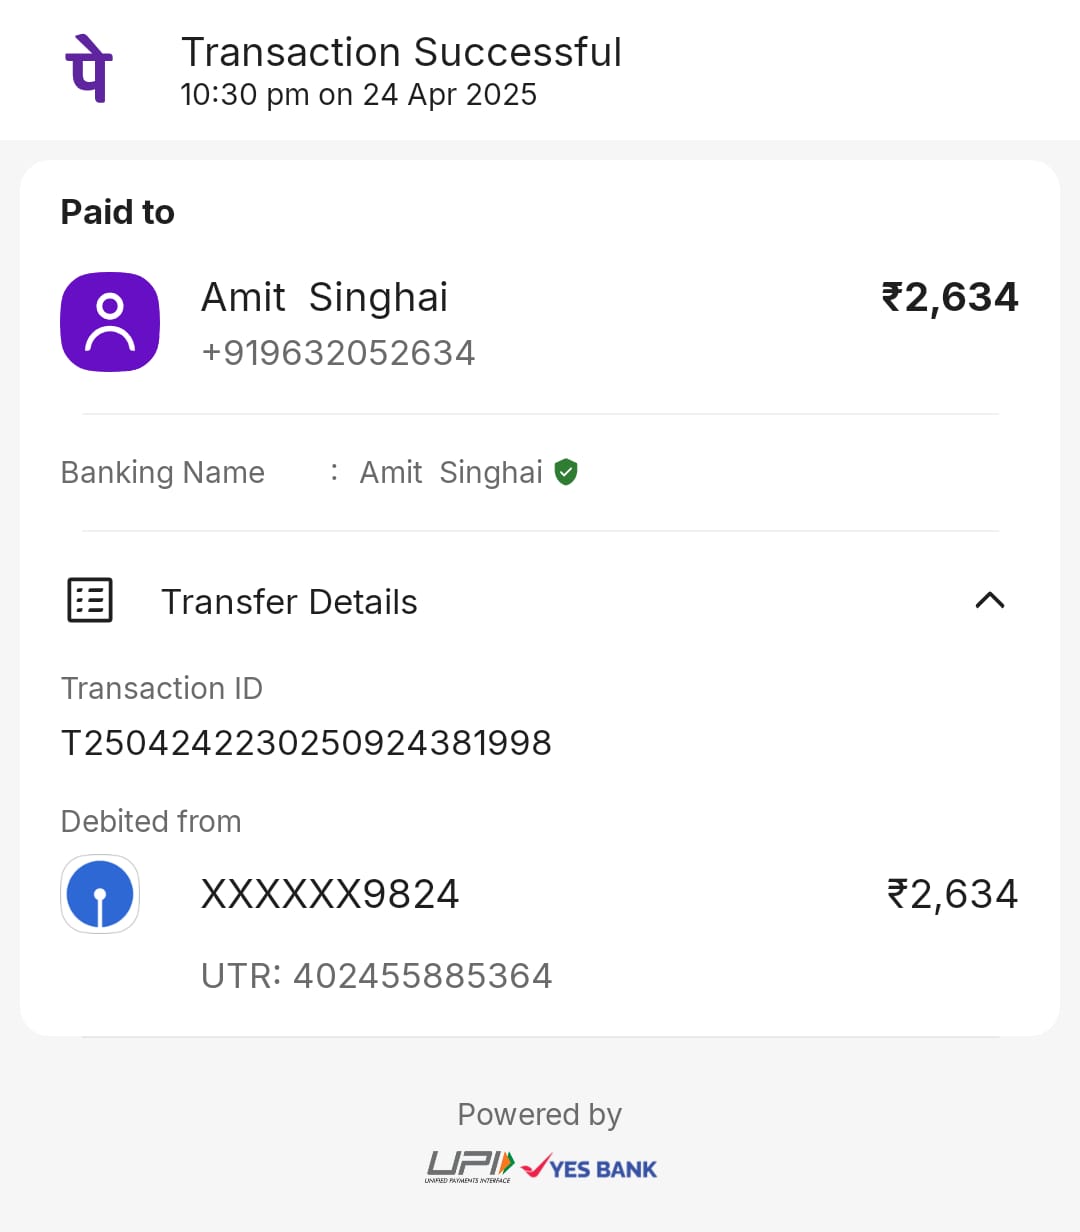 पे
Transaction Successful
10:30 pm on 24 Apr 2025
Paid to
Amit  Singhai
₹2,634
+919632052634
Banking Name : Amit  Singhai
Transfer Details
Transaction ID
T2504242230250924381998
Debited from
XXXXXX9824
₹2,634
UTR: 402455885364
Powered by
UPI YES BANK
UNIFIED PAYMENTS INTERFACE